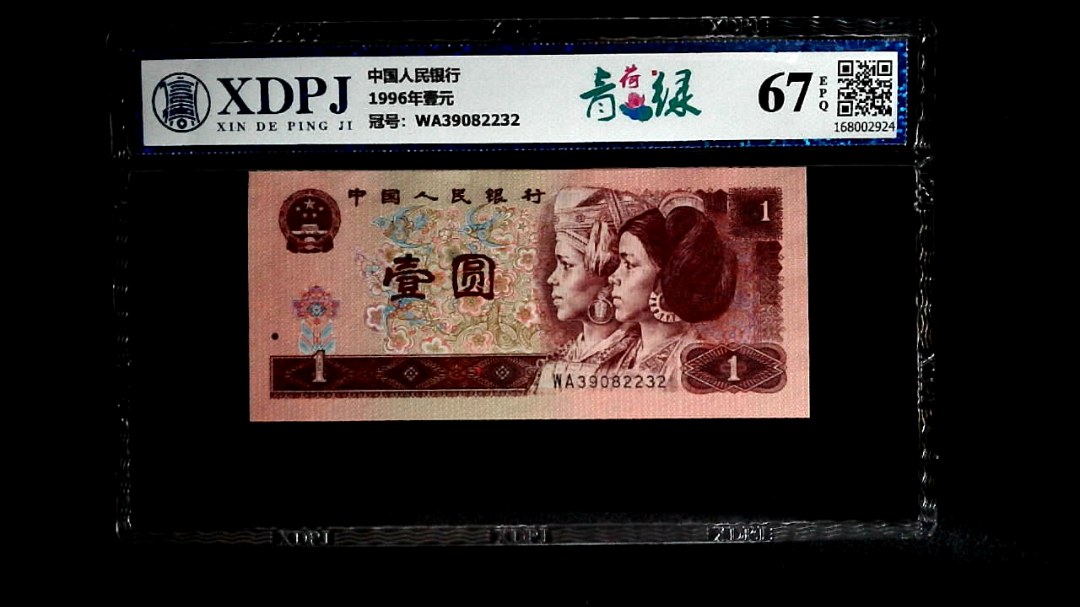 XDPJ
XIN DE PING JI
中国人民银行
1996年壹元
冠号：WA39082232
青荷绿
67 EPQ
168002924
中国人民银行
1
壹圆
1
WA39082232
1
XDPJ
XDPJ
XDPJ